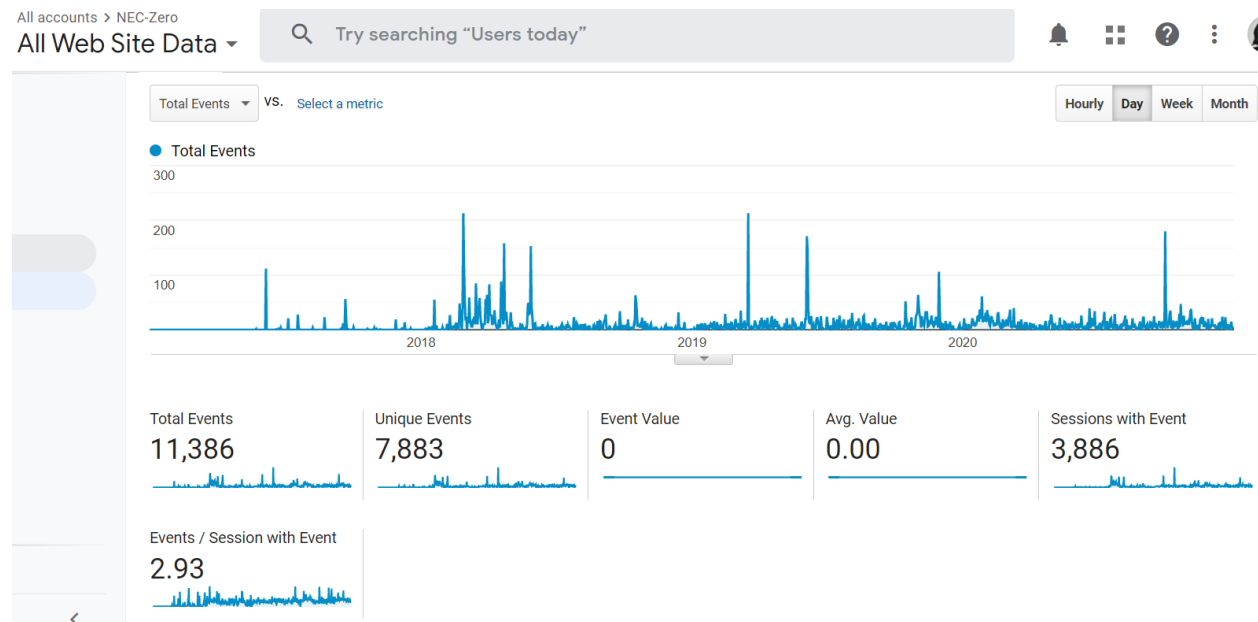 All accounts > NEC-Zero
All Web Site Data
Try searching “Users today”
Total Events VS. Select a metric
Hourly Day Week Month
Total Events
300
200
100
2018 2019 2020
Total Events
11,386
Unique Events
7,883
Event Value
0
Avg. Value
0.00
Sessions with Event
3,886
Events / Session with Event
2.93